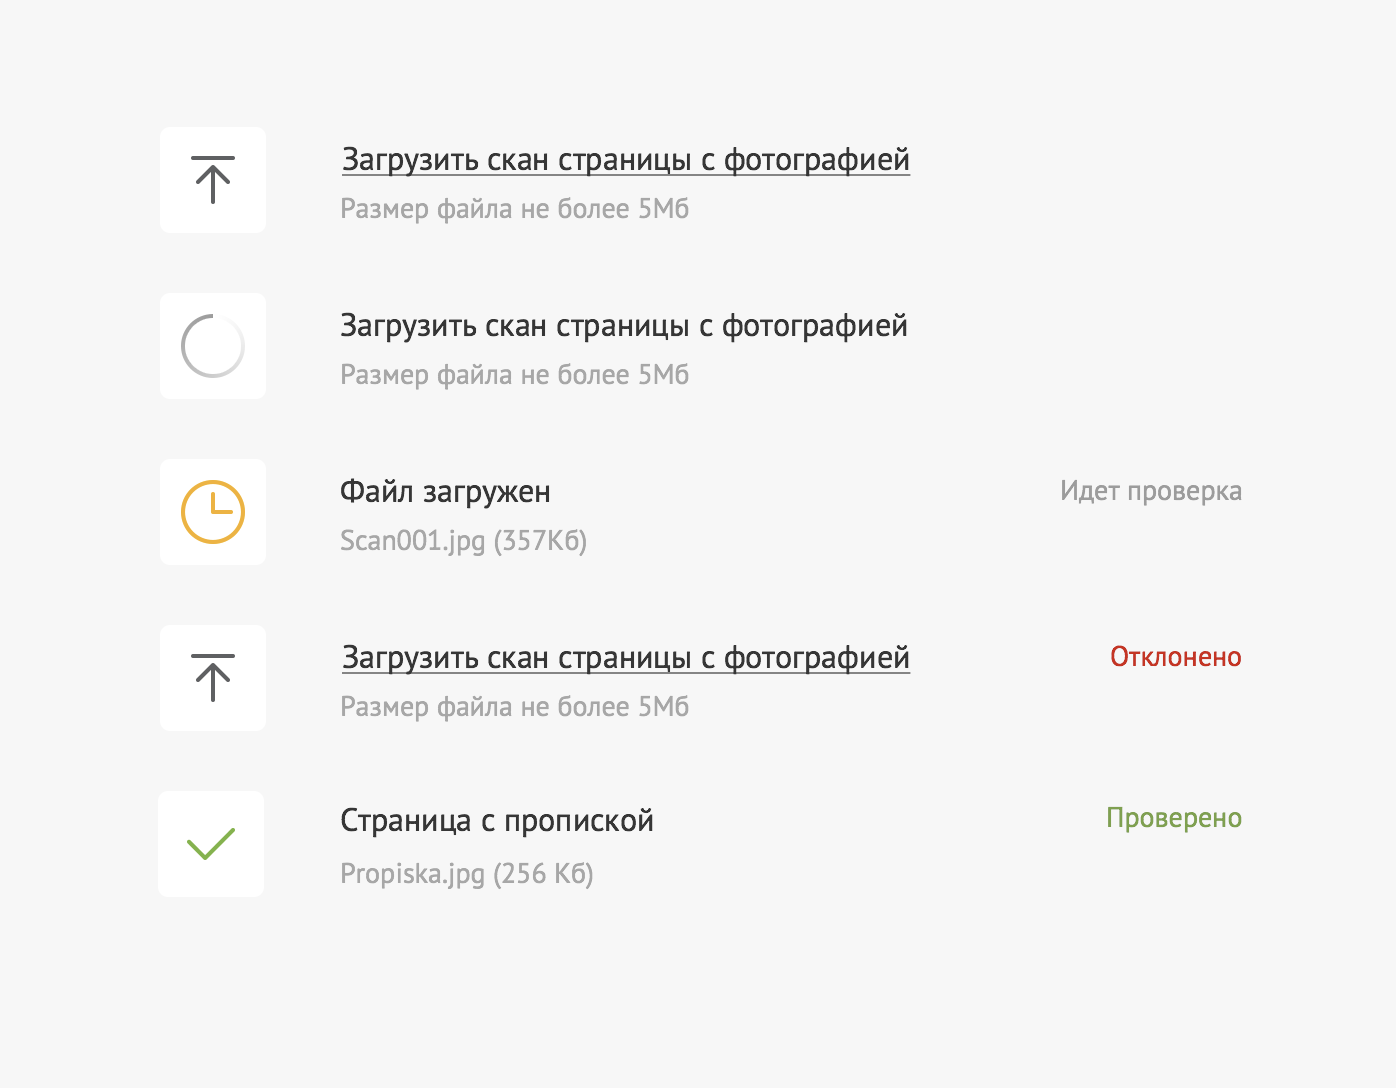 Загрузить скан страницы с фотографией
Размер файла не более 5Мб
Загрузить скан страницы с фотографией
Размер файла не более 5Мб
Файл загружен
Идет проверка
Scan001.jpg (357Кб)
Загрузить скан страницы с фотографией
Отклонено
Размер файла не более 5Мб
Страница с пропиской
Проверено
Propiska.jpg (256 Кб)